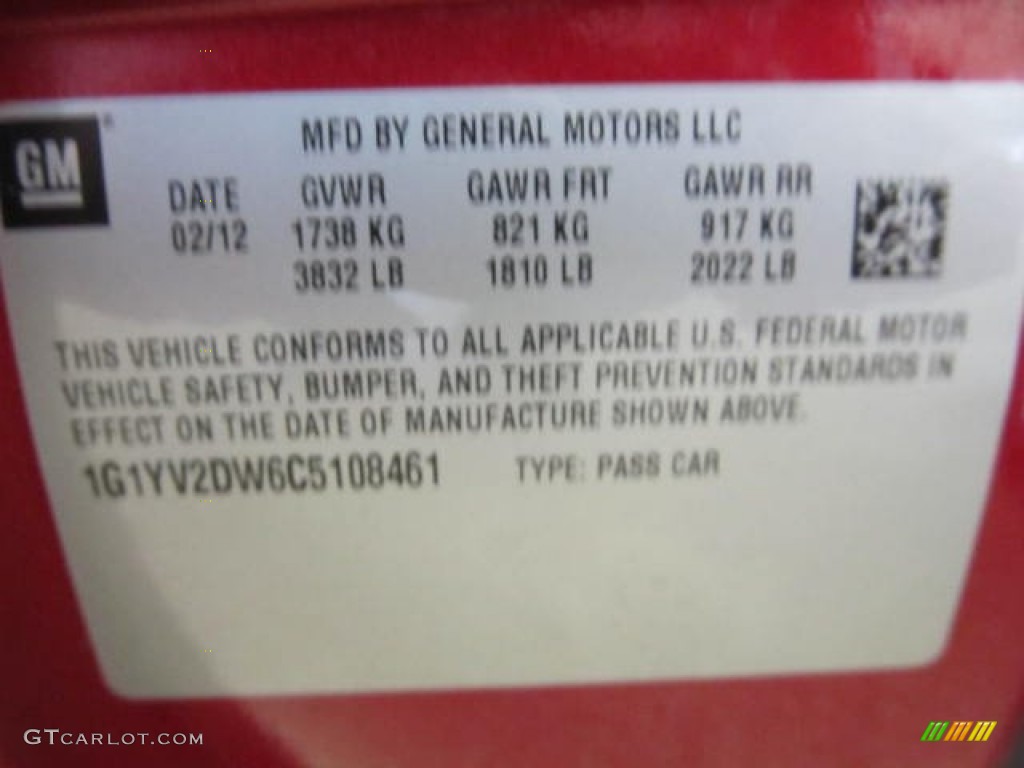 GM
MFD BY GENERAL MOTORS LLC
DATE GVWR GAWR FRT GAWR RR
02/12 1738 KG 821 KG 917 KG
3832 LB 1810 LB 2022 LB
THIS VEHICLE CONFORMS TO ALL APPLICABLE U.S. FEDERAL MOTOR
VEHICLE SAFETY, BUMPER, AND THEFT PREVENTION STANDARDS IN
EFFECT ON THE DATE OF MANUFACTURE SHOWN ABOVE.
1G1YV2DW6C5108461 TYPE: PASS CAR
GTCARLOT.COM